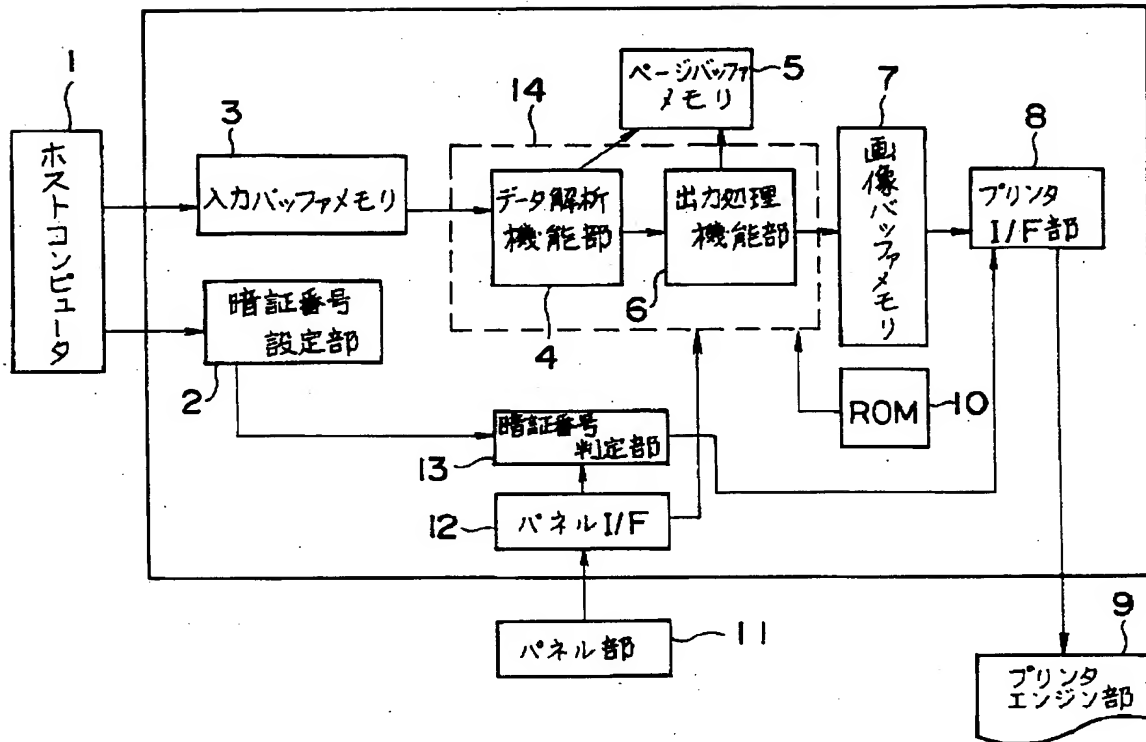 1
ホストコンピュータ
3
入力バッファメモリ
暗証番号
設定部
2
14
ページバッファ
メモリ
5
データ解析
機能部
4
出力処理
機能部
6
7
画像バッファメモリ
8
プリンタ
I/F部
ROM
10
暗証番号
判定部
13
パネルI/F
12
パネル部
11
9
プリンタ
エンジン部